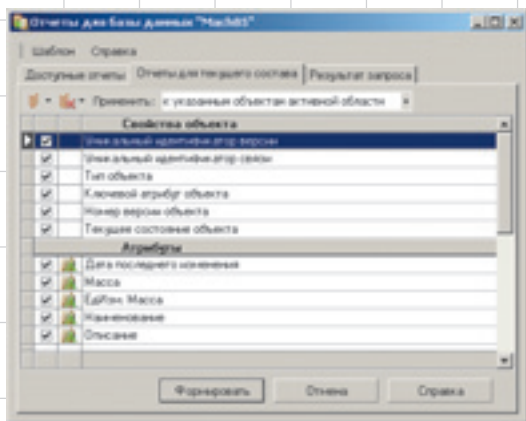 Отчеты для базы данных "Mach85"
Шаблон Справка
Доступные отчеты Отчеты для текущего состава Результат запроса
Применить: к указанным объектам активной области
Свойства объекта
Уникальный идентификатор версии
Уникальный идентификатор связи
Тип объекта
Ключевой атрибут объекта
Номер версии объекта
Текущее состояние объекта
Атрибуты
Дата последнего изменения
Масса
ЕдИзм. Масса
Наименование
Описание
Формировать Отмена Справка